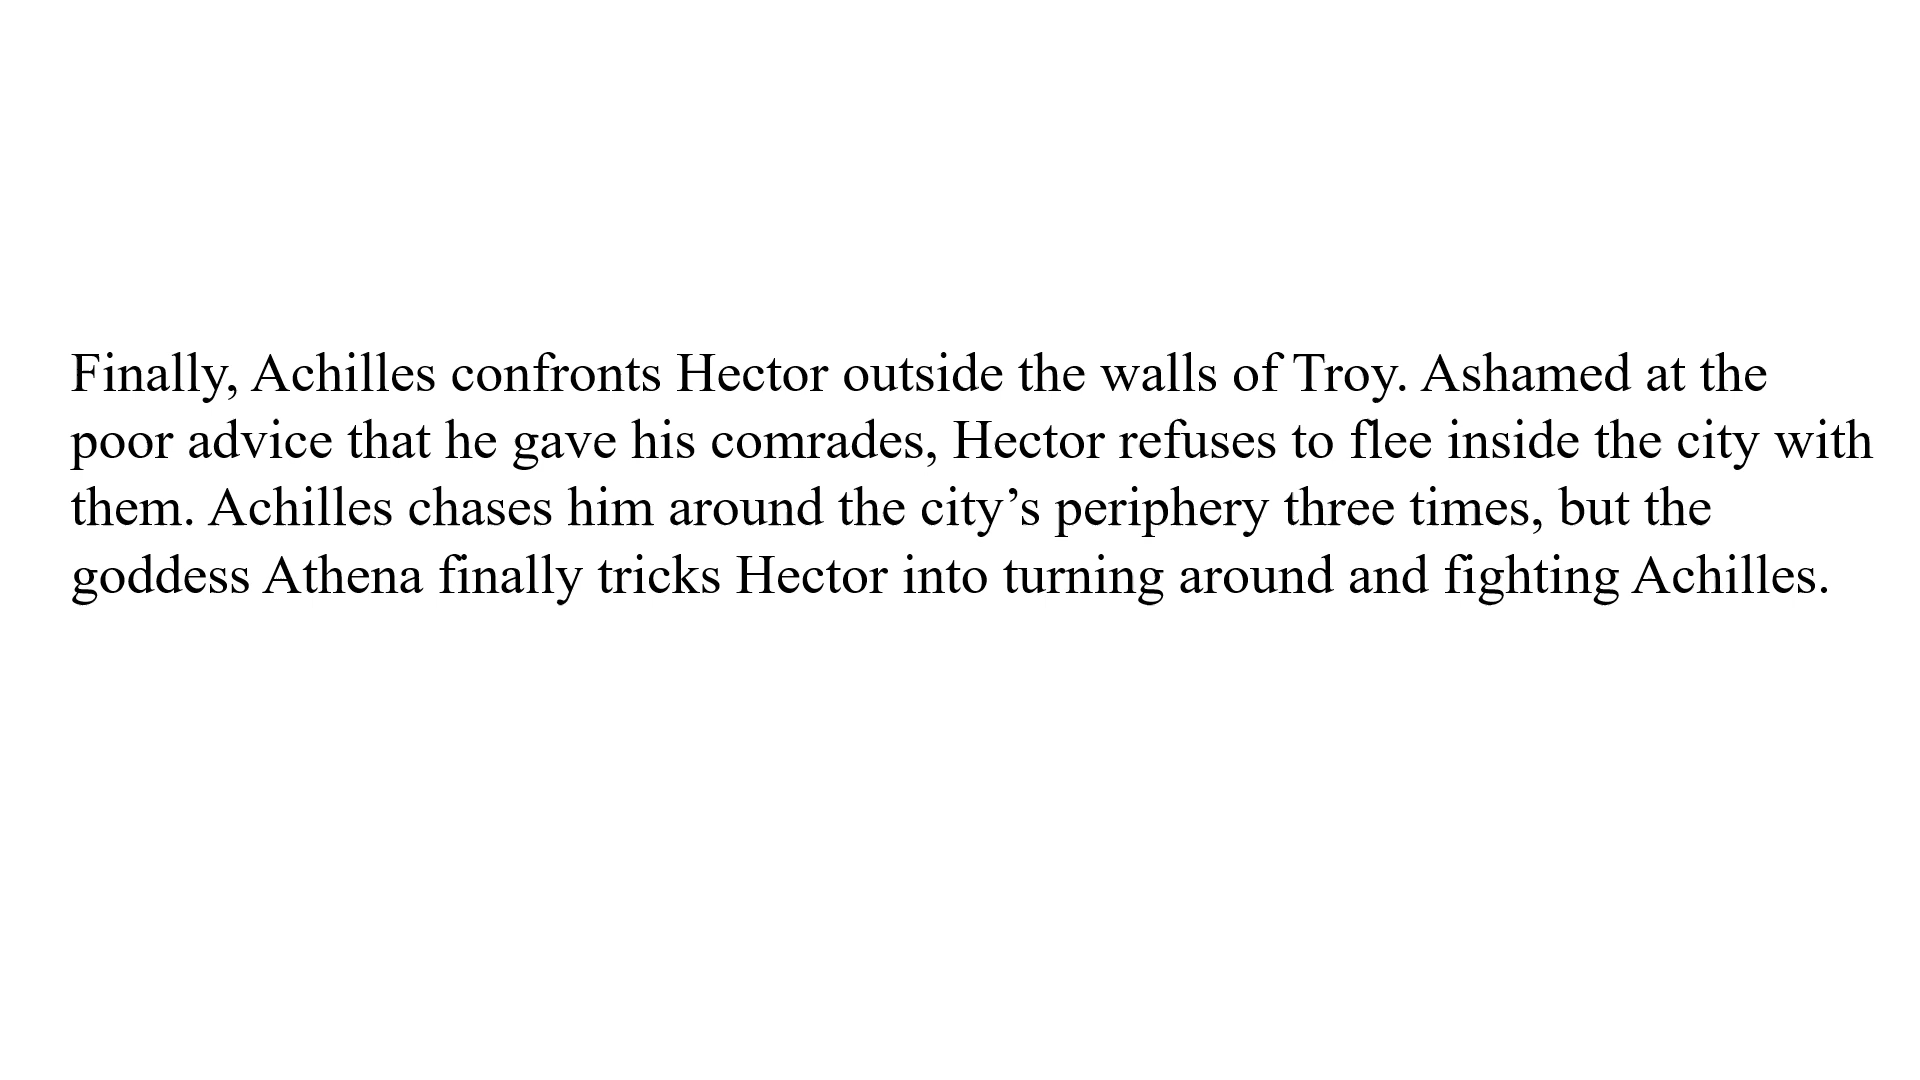 Finally, Achilles confronts Hector outside the walls of Troy. Ashamed at the
poor advice that he gave his comrades, Hector refuses to flee inside the city with
them. Achilles chases him around the city’s periphery three times, but the
goddess Athena finally tricks Hector into turning around and fighting Achilles.